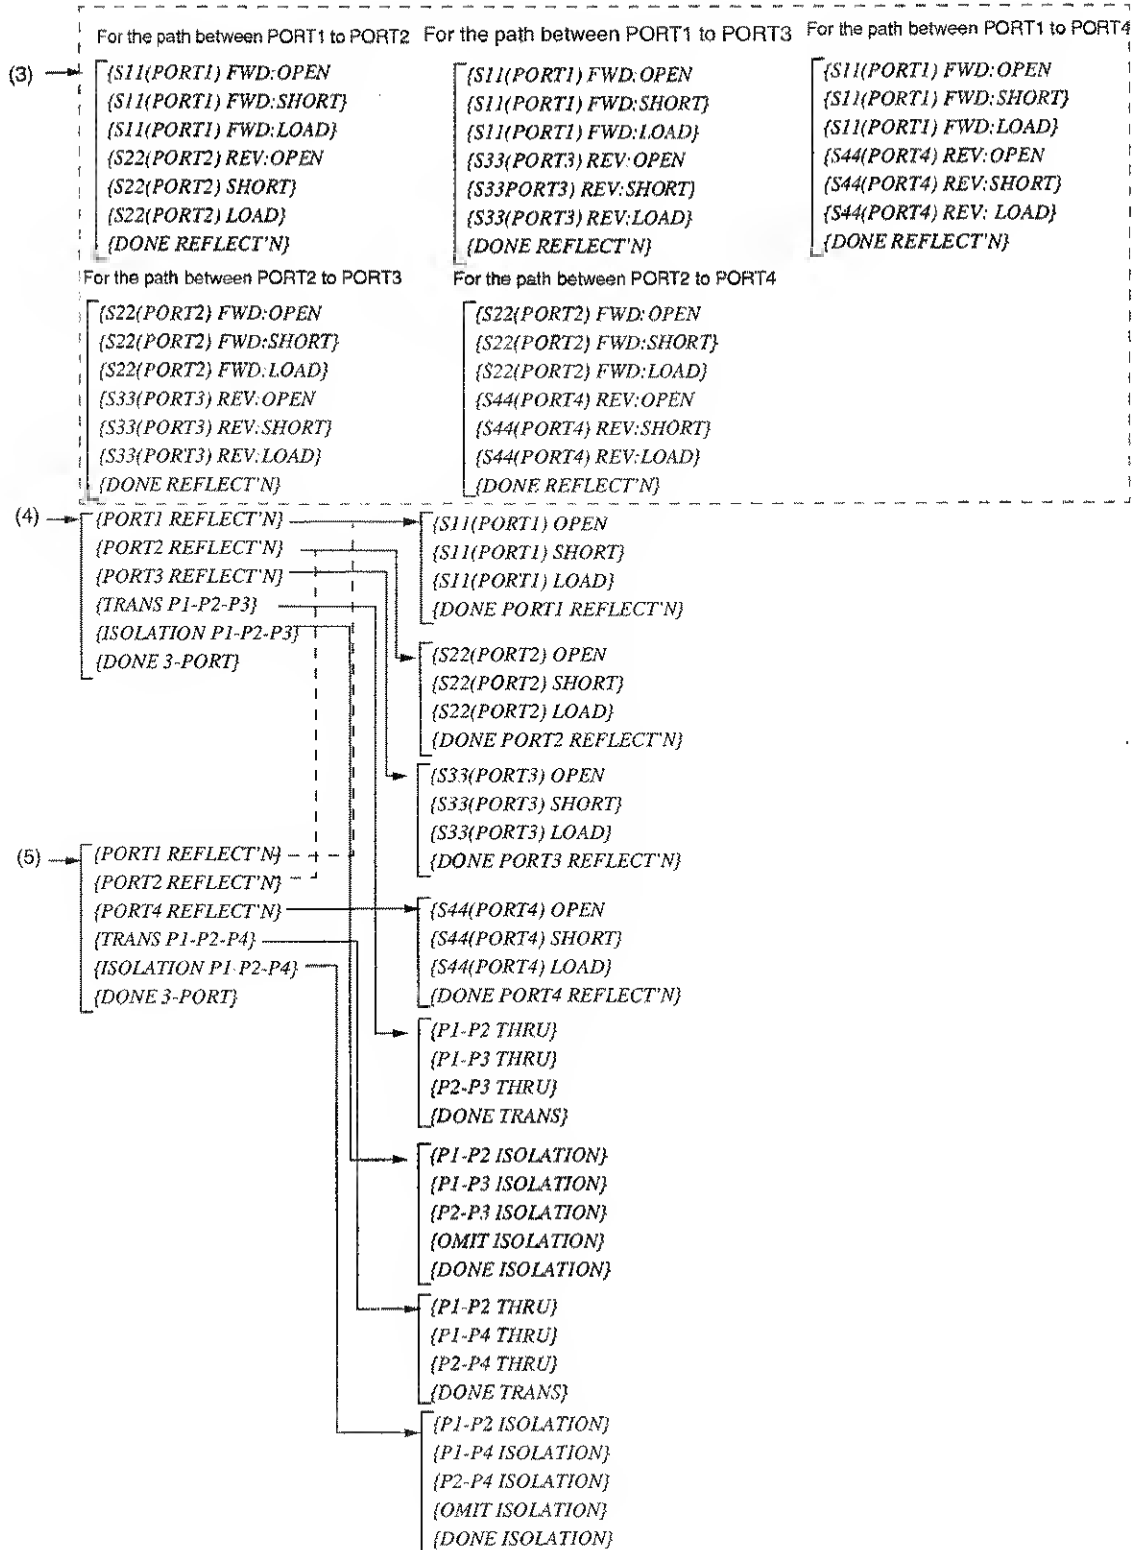 For the path between PORT1 to PORT2
(3)
{S11(PORT1) FWD:OPEN
{S11(PORT1) FWD:SHORT}
{S11(PORT1) FWD:LOAD}
{S22(PORT2) REV:OPEN
{S22(PORT2) SHORT}
{S22(PORT2) LOAD}
{DONE REFLECT'N}
For the path between PORT1 to PORT3
{S11(PORT1) FWD:OPEN
{S11(PORT1) FWD:SHORT}
{S11(PORT1) FWD:LOAD}
{S33(PORT3) REV:OPEN
{S33PORT3) REV:SHORT}
{S33(PORT3) REV:LOAD}
{DONE REFLECT'N}
For the path between PORT1 to PORT4
{S11(PORT1) FWD:OPEN
{S11(PORT1) FWD:SHORT}
{S11(PORT1) FWD:LOAD}
{S44(PORT4) REV:OPEN
{S44(PORT4) REV:SHORT}
{S44(PORT4) REV: LOAD}
{DONE REFLECT'N}
For the path between PORT2 to PORT3
{S22(PORT2) FWD:OPEN
{S22(PORT2) FWD:SHORT}
{S22(PORT2) FWD:LOAD}
{S33(PORT3) REV:OPEN
{S33(PORT3) REV:SHORT}
{S33(PORT3) REV:LOAD}
{DONE REFLECT'N}
For the path between PORT2 to PORT4
{S22(PORT2) FWD:OPEN
{S22(PORT2) FWD:SHORT}
{S22(PORT2) FWD:LOAD}
{S44(PORT4) REV:OPEN
{S44(PORT4) REV:SHORT}
{S44(PORT4) REV:LOAD}
{DONE REFLECT'N}
(4)
{PORT1 REFLECT'N}
{PORT2 REFLECT'N}
{PORT3 REFLECT'N}
{TRANS P1-P2-P3}
{ISOLATION P1-P2-P3}
{DONE 3-PORT}
{S11(PORT1) OPEN
{S11(PORT1) SHORT}
{S11(PORT1) LOAD}
{DONE PORT1 REFLECT'N}
{S22(PORT2) OPEN
{S22(PORT2) SHORT}
{S22(PORT2) LOAD}
{DONE PORT2 REFLECT'N}
{S33(PORT3) OPEN
{S33(PORT3) SHORT}
{S33(PORT3) LOAD}
{DONE PORT3 REFLECT'N}
(5)
{PORT1 REFLECT'N}
{PORT2 REFLECT'N}
{PORT4 REFLECT'N}
{TRANS P1-P2-P4}
{ISOLATION P1-P2-P4}
{DONE 3-PORT}
{S44(PORT4) OPEN
{S44(PORT4) SHORT}
{S44(PORT4) LOAD}
{DONE PORT4 REFLECT'N}
{P1-P2 THRU}
{P1-P3 THRU}
{P2-P3 THRU}
{DONE TRANS}
{P1-P2 ISOLATION}
{P1-P3 ISOLATION}
{P2-P3 ISOLATION}
{OMIT ISOLATION}
{DONE ISOLATION}
{P1-P2 THRU}
{P1-P4 THRU}
{P2-P4 THRU}
{DONE TRANS}
{P1-P2 ISOLATION}
{P1-P4 ISOLATION}
{P2-P4 ISOLATION}
{OMIT ISOLATION}
{DONE ISOLATION}